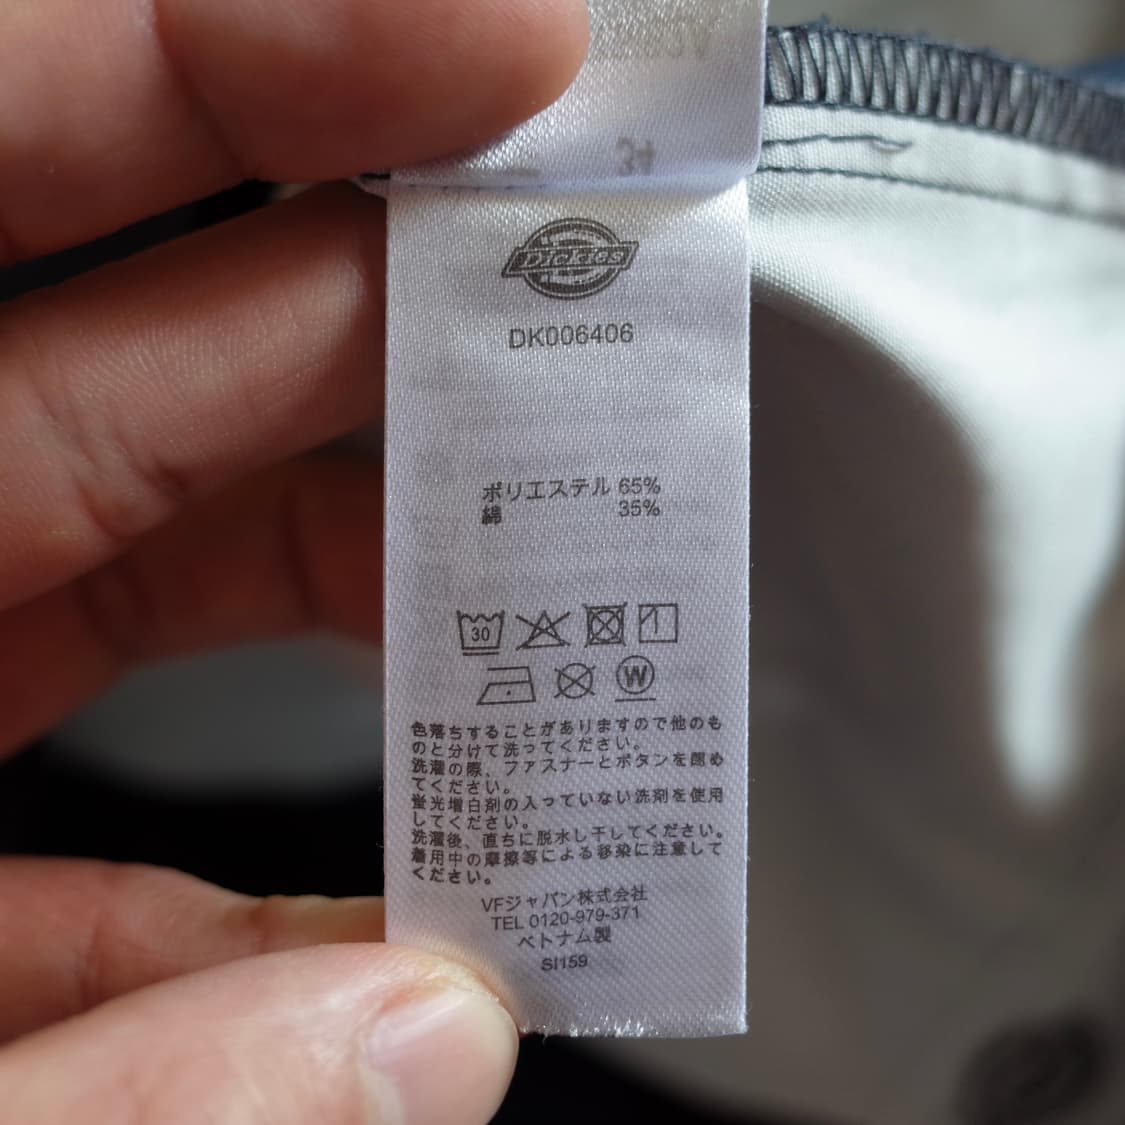 34
Dickies
DK006406
ポリエステル 65%
綿 35%
30
W
色落ちすることがありますので他のも
のと分けて洗ってください。
洗濯の際、ファスナーとボタンを閉め
てください。
蛍光増白剤の入っていない洗剤を使用
してください。
洗濯後、直ちに脱水し干してください。
着用中の摩擦等による移染に注意して
ください。
VFジャパン株式会社
TEL 0120-979-371
ベトナム製
SI159